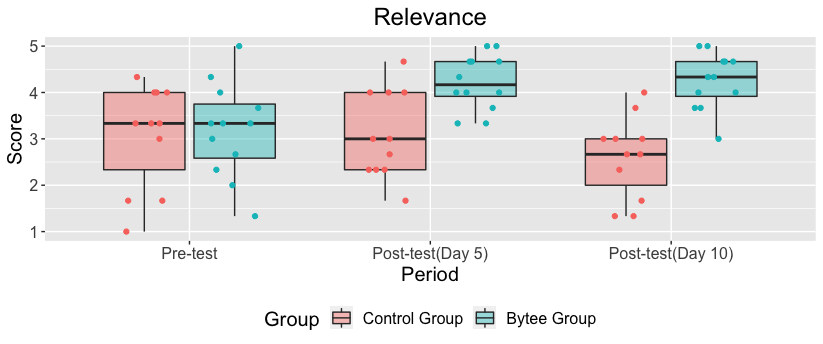 Relevance
Score
5
4
3
2
1
Pre-test
Post-test(Day 5)
Post-test(Day 10)
Period
Group
Control Group
Bytee Group